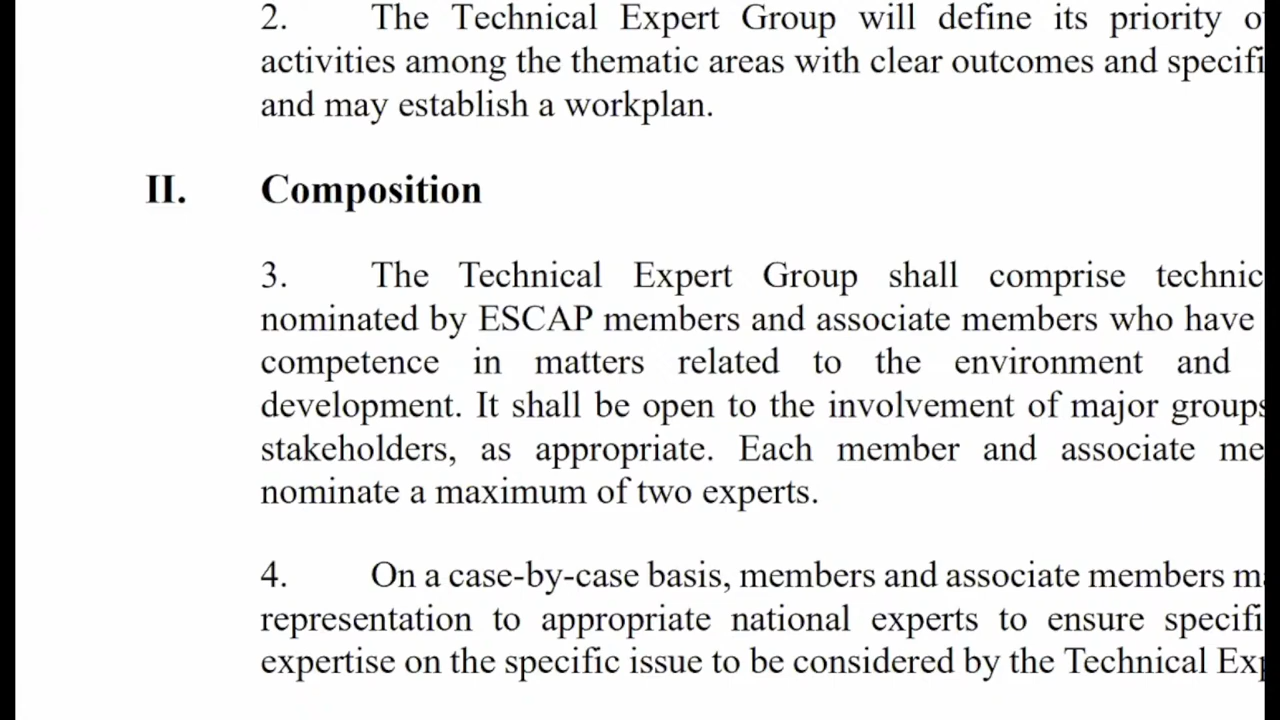 2. The Technical Expert Group will define its priority
activities among the thematic areas with clear outcomes and
and may establish a workplan.
II. Composition
3. The Technical Expert Group shall comprise
nominated by ESCAP members and associate members who have
competence in matters related to the environment and
development. It shall be open to the involvement of major groups
stakeholders, as appropriate. Each member and associate
nominate a maximum of two experts.
4. On a case-by-case basis, members and associate members
representation to appropriate national experts to ensure
expertise on the specific issue to be considered by the Technical